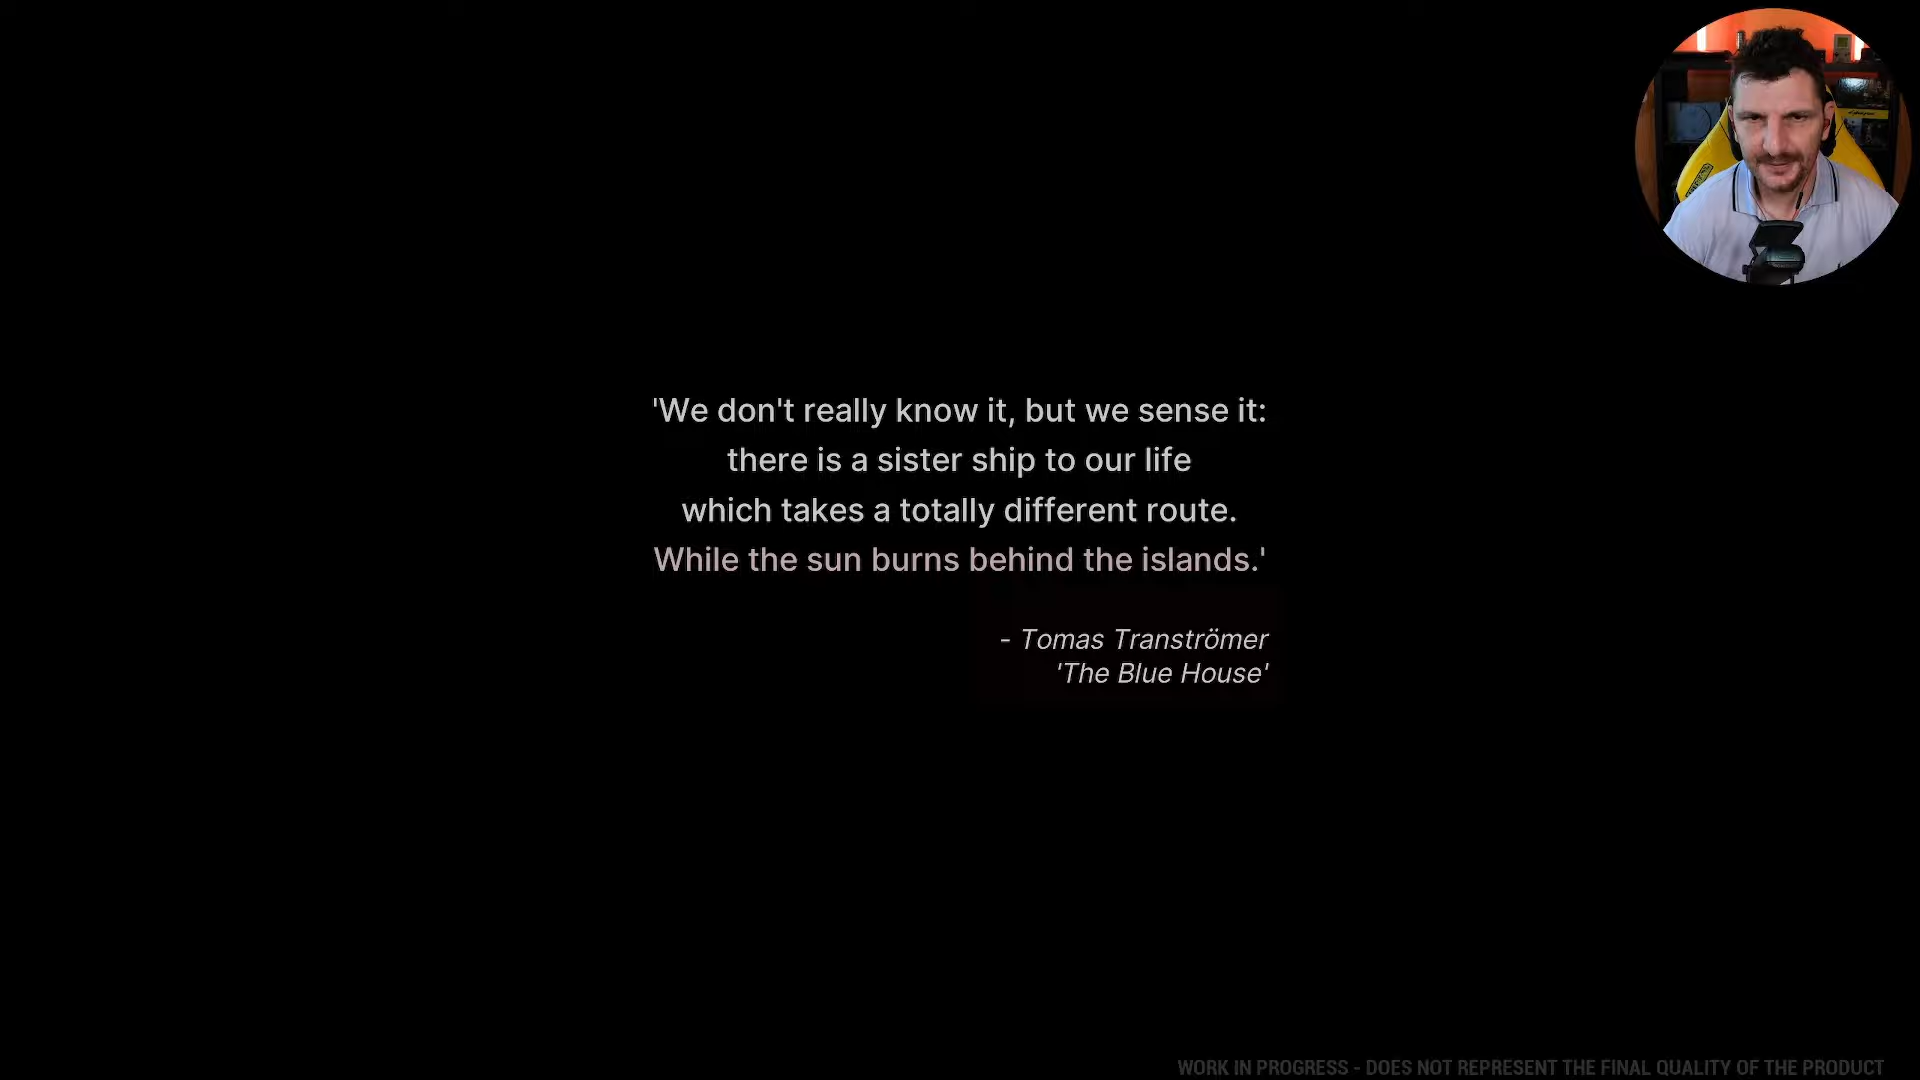 'We don't really know it, but we sense it:
there is a sister ship to our life
which takes a totally different route.
While the sun burns behind the islands.'
- Tomas Tranströmer
'The Blue House'
WORK IN PROGRESS - DOES NOT REPRESENT THE FINAL QUALITY OF THE PRODUCT